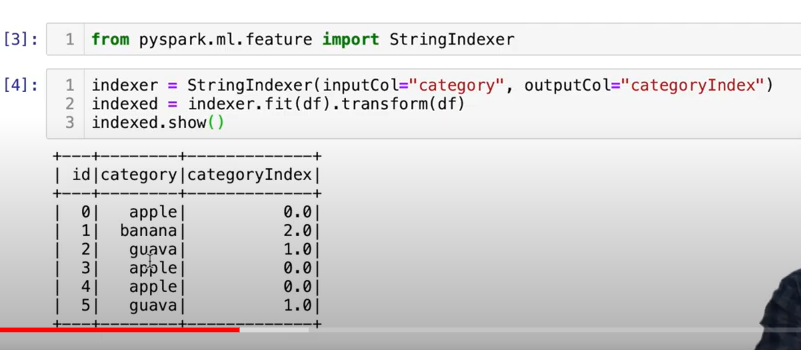 [3]: 1 from pyspark.ml.feature import StringIndexer
[4]: 1 indexer = StringIndexer(inputCol="category", outputCol="categoryIndex")
2 indexed = indexer.fit(df).transform(df)
3 indexed.show()
+---+--------+-------------+
| id|category|categoryIndex|
+---+--------+-------------+
|  0|   apple|          0.0|
|  1|  banana|          2.0|
|  2|   guava|          1.0|
|  3|   apple|          0.0|
|  4|   apple|          0.0|
|  5|   guava|          1.0|
+---+--------+-------------+